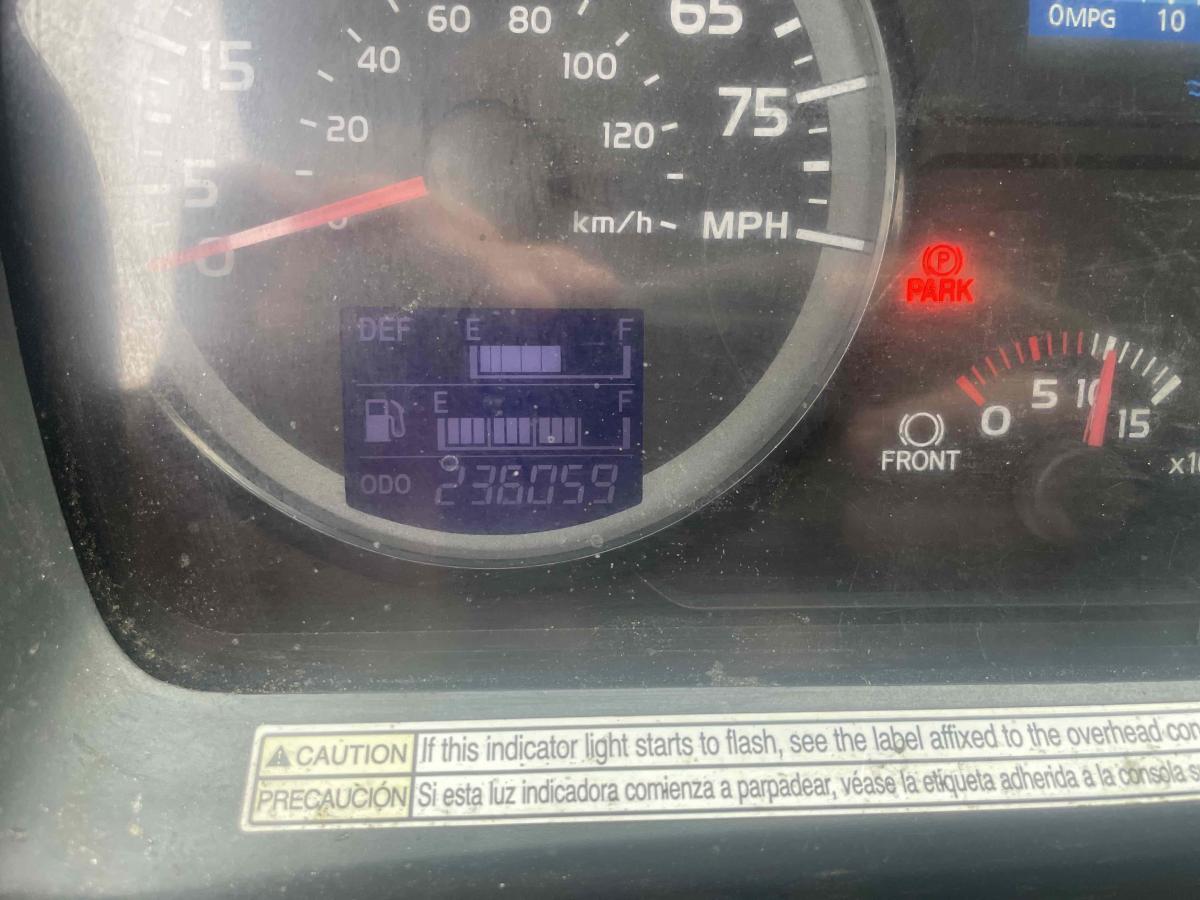 0MPG 10
60 80 65
15 40 100
20 120 75
5
0 0 km/h MPH
PARK
DEF E F
E F
ODO 236059
0 5 10 15
FRONT
CAUTION If this indicator light starts to flash, see the label affixed to the overhead
PRECAUCIÓN Si esta luz indicadora comienza a parpadear, véase la etiqueta adherida a la consola